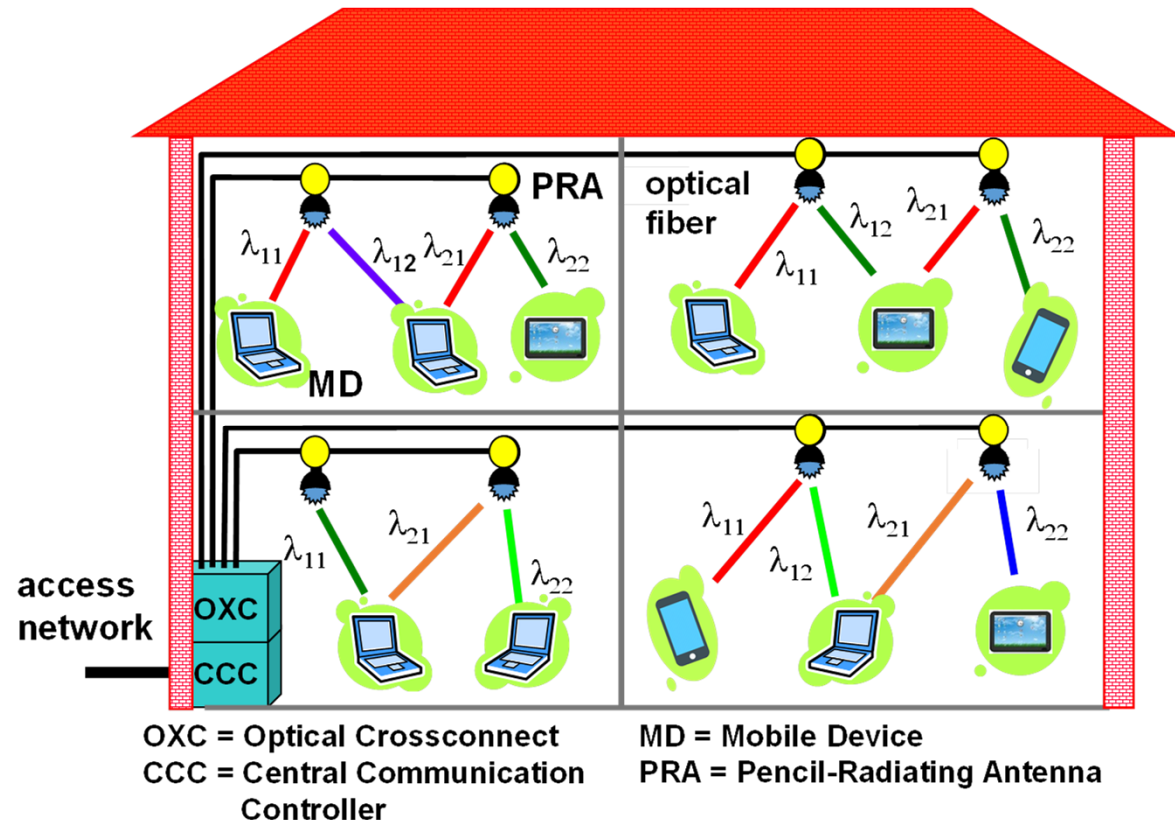 PRA
optical
fiber
λ11
λ12
λ21
λ22
λ11
λ12
λ21
λ22
MD
λ11
λ21
λ22
λ11
λ12
λ21
λ22
access
network
OXC
CCC
OXC = Optical Crossconnect
CCC = Central Communication
Controller
MD = Mobile Device
PRA = Pencil-Radiating Antenna